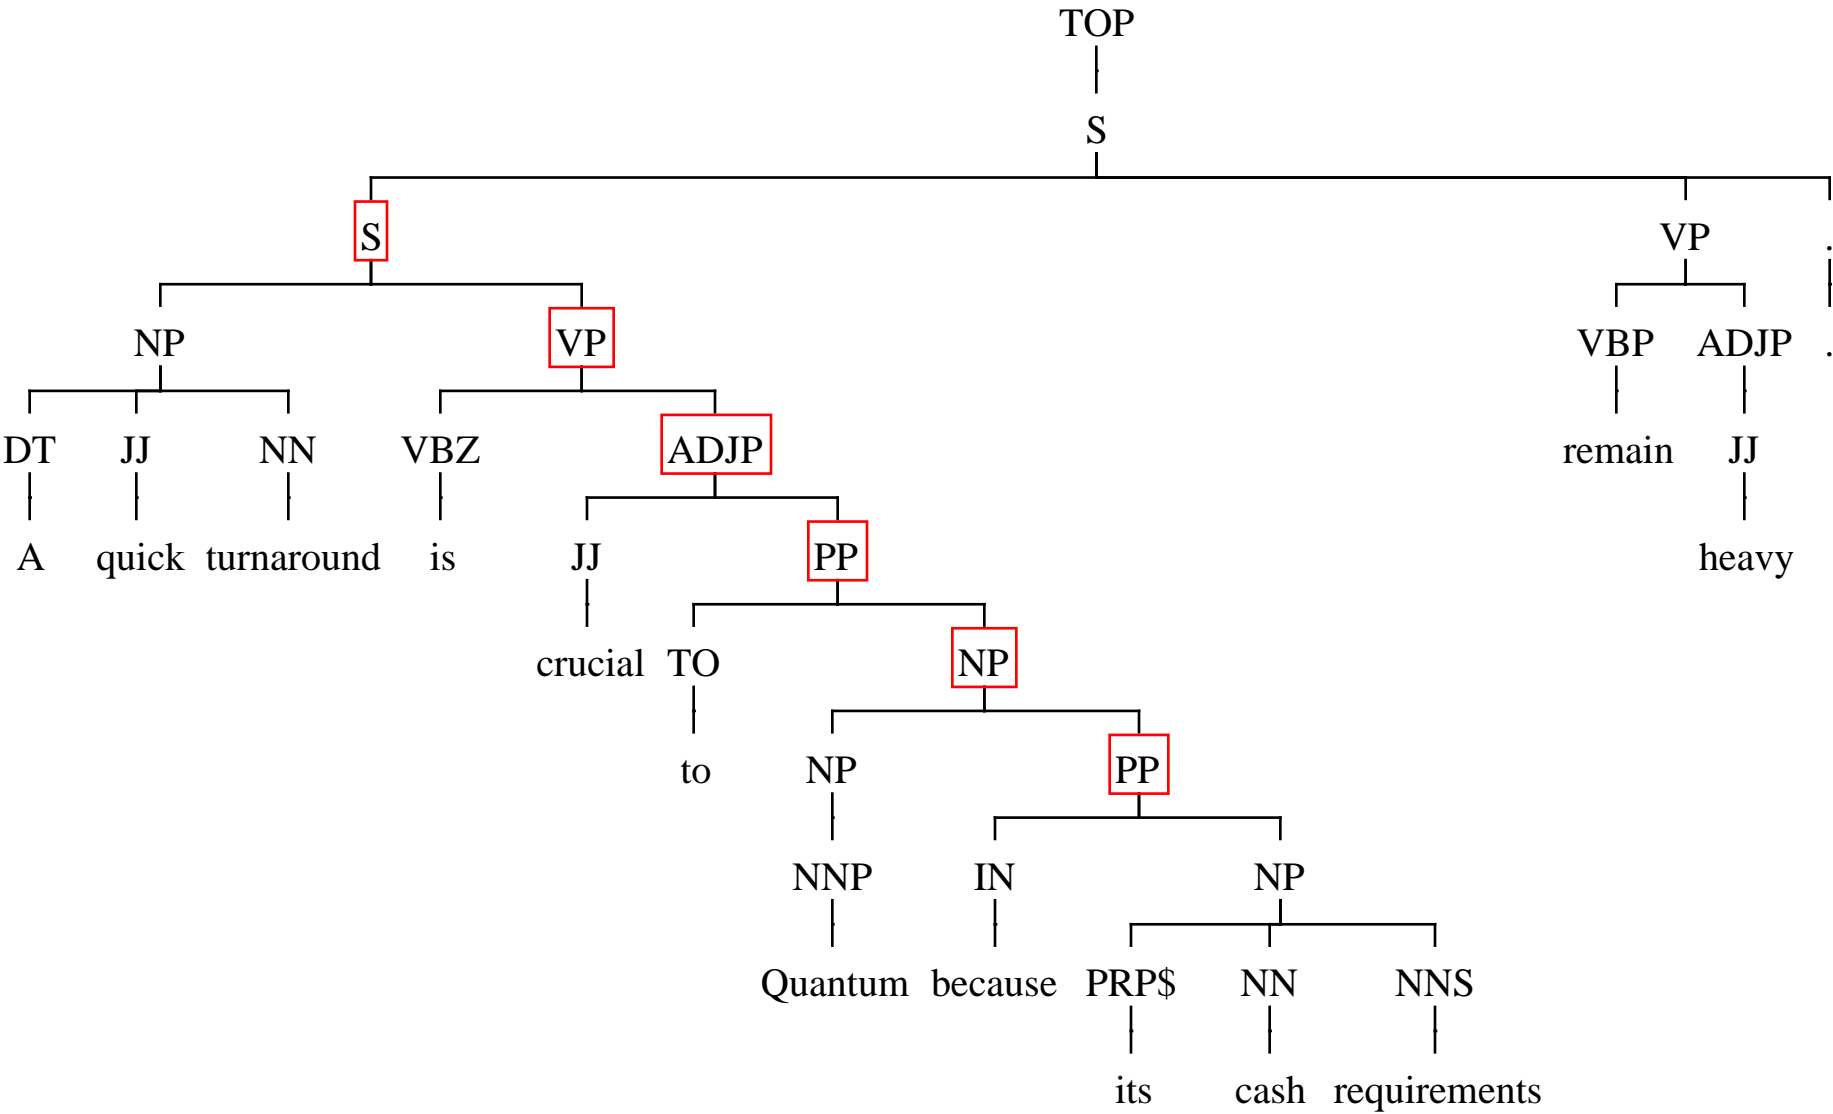 TOP
S
S VP .
NP VP VBP ADJP .
DT JJ NN VBZ ADJP remain JJ
A quick turnaround is JJ PP heavy
crucial TO NP
to NP PP
NNP IN NP
Quantum because PRP$ NN NNS
its cash requirements